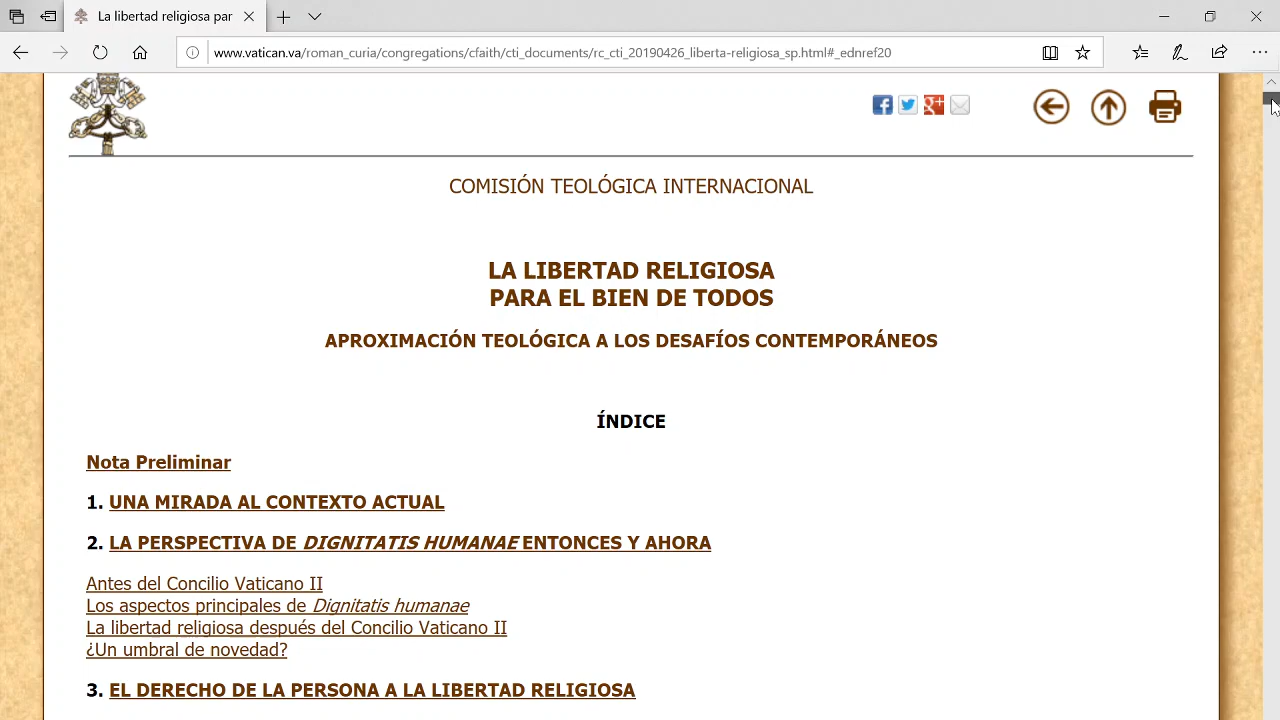 La libertad religiosa par
www.vatican.va/roman_curia/congregations/cfaith/cti_documents/rc_cti_20190426_liberta-religiosa_sp.html#_ednref20
COMISIÓN TEOLÓGICA INTERNACIONAL
LA LIBERTAD RELIGIOSA
PARA EL BIEN DE TODOS
APROXIMACIÓN TEOLÓGICA A LOS DESAFÍOS CONTEMPORÁNEOS
ÍNDICE
Nota Preliminar
1. UNA MIRADA AL CONTEXTO ACTUAL
2. LA PERSPECTIVA DE DIGNITATIS HUMANAE ENTONCES Y AHORA
Antes del Concilio Vaticano II
Los aspectos principales de Dignitatis humanae
La libertad religiosa después del Concilio Vaticano II
¿Un umbral de novedad?
3. EL DERECHO DE LA PERSONA A LA LIBERTAD RELIGIOSA